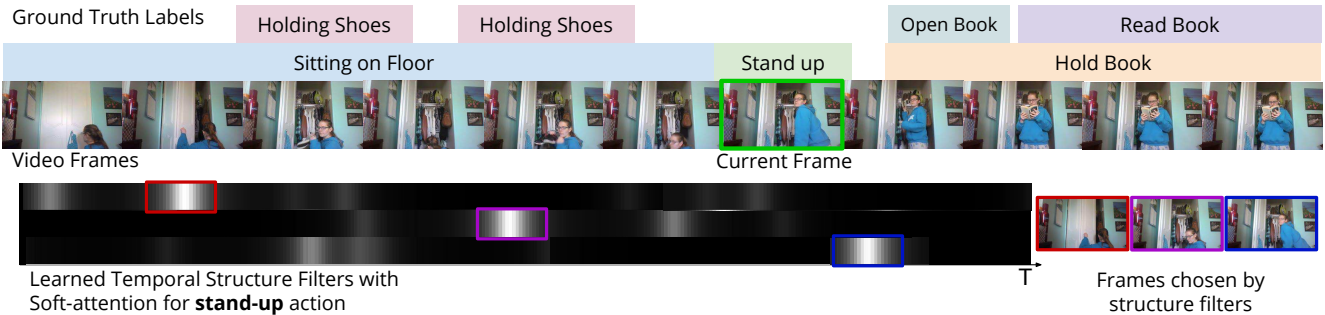 Ground Truth Labels
Holding Shoes
Holding Shoes
Open Book
Read Book
Sitting on Floor
Stand up
Hold Book
Video Frames
Current Frame
T
Learned Temporal Structure Filters with
Soft-attention for stand-up action
Frames chosen by
structure filters